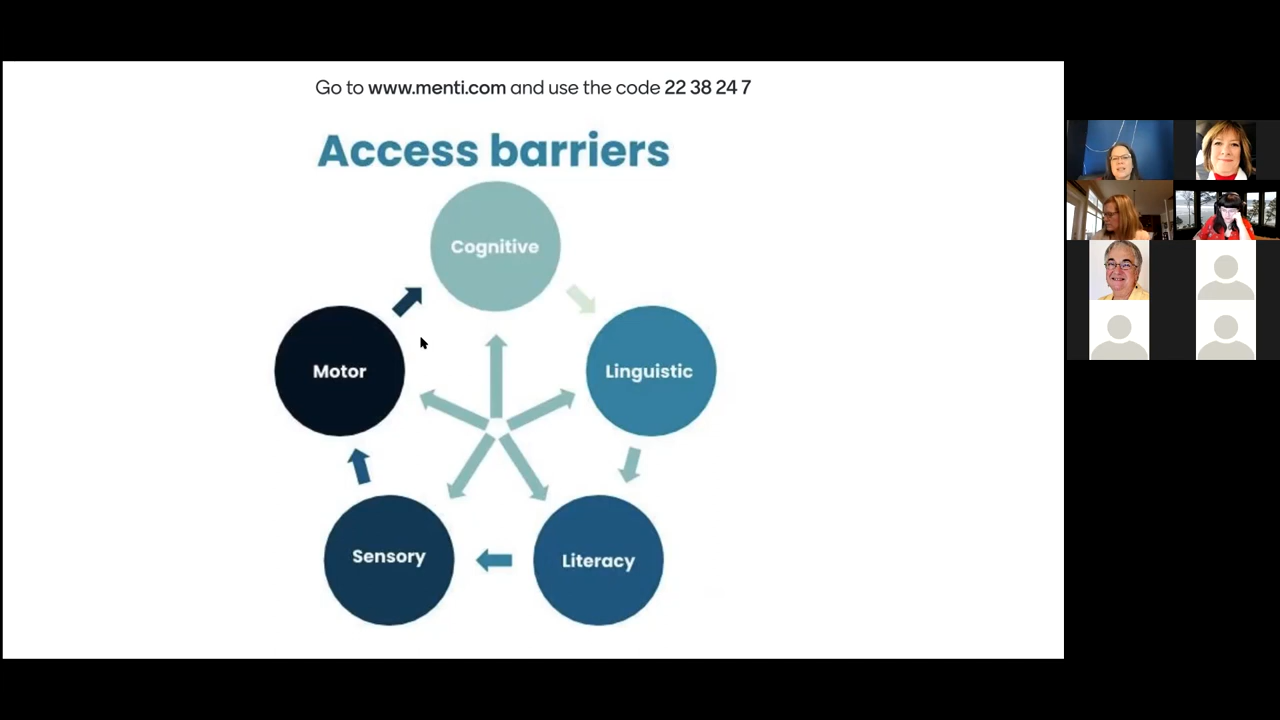 Go to www.menti.com and use the code 22 38 24 7
Access barriers
Cognitive
Motor
Linguistic
Sensory
Literacy